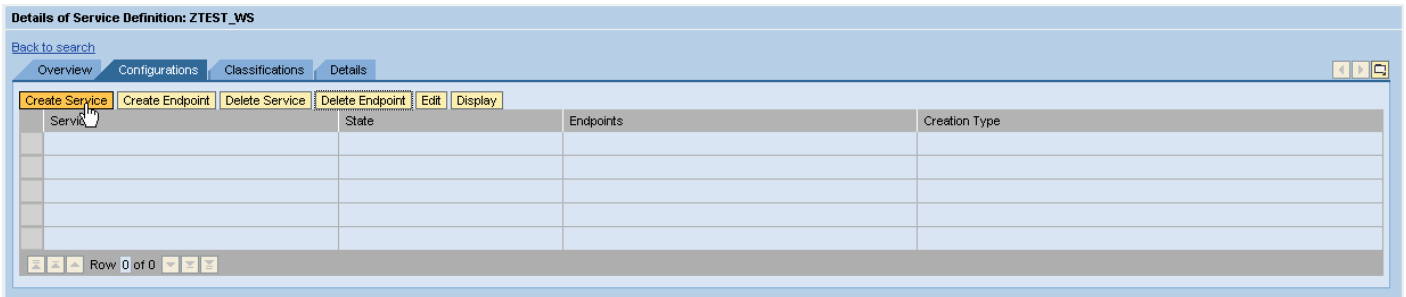 Details of Service Definition: ZTEST_WS
Back to search
Overview Configurations Classifications Details
Create Service Create Endpoint Delete Service Delete Endpoint Edit Display
Service State Endpoints Creation Type
Row 0 of 0